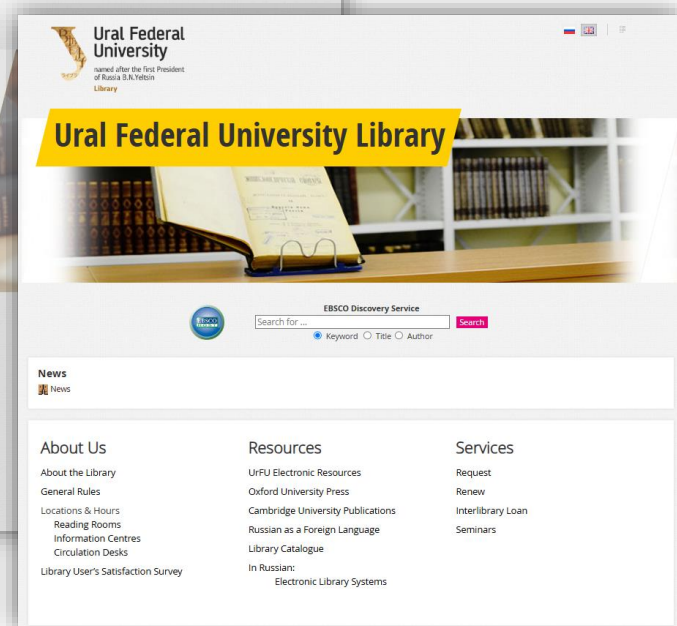 Ural Federal
University
named after the first President
of Russia B.N.Yeltsin
Library
Ural Federal University Library
EBSCO Discovery Service
Search for ...
Search
Keyword Title Author
News
News
About Us
About the Library
General Rules
Locations & Hours
Reading Rooms
Information Centres
Circulation Desks
Library User's Satisfaction Survey
Resources
UrFU Electronic Resources
Oxford University Press
Cambridge University Publications
Russian as a Foreign Language
Library Catalogue
In Russian:
Electronic Library Systems
Services
Request
Renew
Interlibrary Loan
Seminars